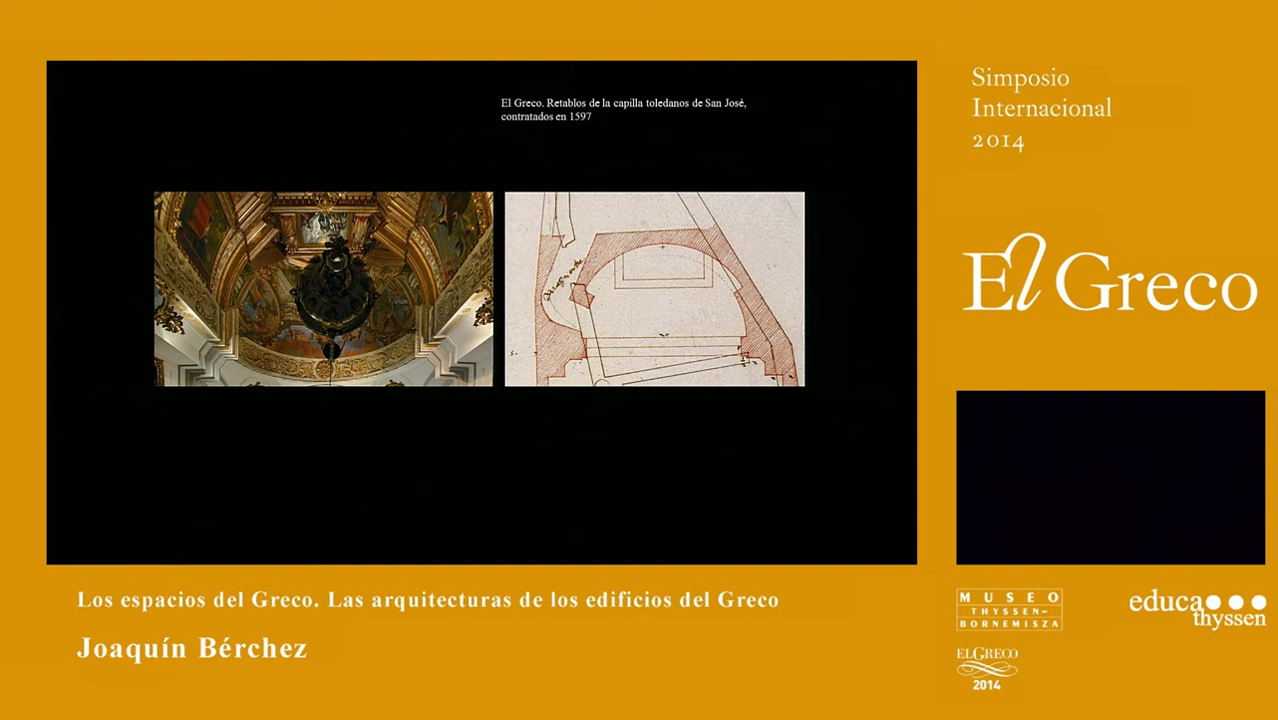 El Greco. Retablos de la capilla toledanos de San José,
contratados en 1597
Simposio
Internacional
2014
El Greco
Los espacios del Greco. Las arquitecturas de los edificios del Greco
Joaquín Bérchez
MUSEO
THYSSEN-
BORNEMISZA
educa
thyssen
EL GRECO
2014